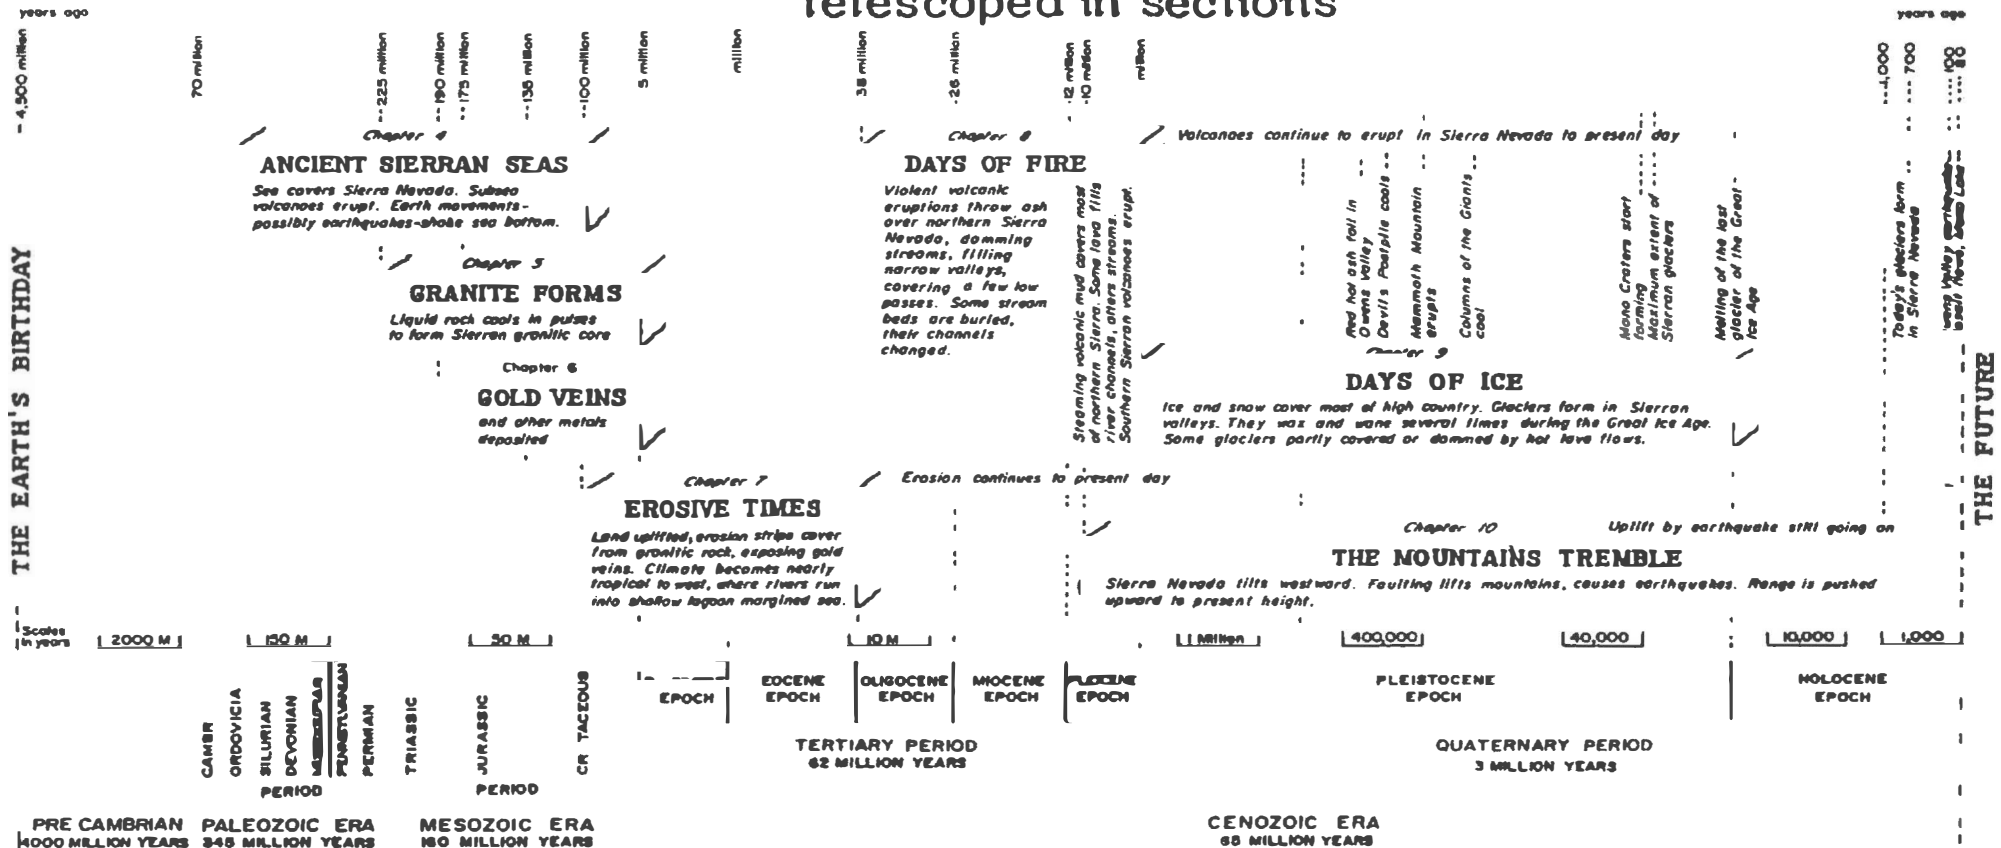 Telescoped in sections
years ago
years ago
4,500 million
70 million
225 million
190 million
175 million
135 million
100 million
5 million
million
38 million
26 million
12 million
10 million
million
1,000
700
100
80
Chapter 4
ANCIENT SIERRAN SEAS
Sea covers Sierra Nevada. Subsea
volcanoes erupt. Earth movements-
possibly earthquakes-shake sea bottom.
Chapter 5
GRANITE FORMS
Liquid rock cools in pulses
to form Sierran granitic core
Chapter 6
GOLD VEINS
and other metals
deposited
Chapter 7
EROSIVE TIMES
Land uplifted, erosion strips cover
from granitic rock, exposing gold
veins. Climate becomes nearly
tropical to west, where rivers run
into shallow lagoon margined sea.
Erosion continues to present day
Chapter 8
DAYS OF FIRE
Violent volcanic
eruptions throw ash
over northern Sierra
Nevada, damming
streams, filling
narrow valleys,
covering a few low
passes. Some stream
beds are buried,
their channels
changed.
Steaming volcanic mud covers most
of northern Sierra. Some lava fills
river channels, alters streams.
Southern Sierran volcanoes erupt.
Volcanoes continue to erupt in Sierra Nevada to present day
Red hot ash fall in
Owens Valley
Devils Postpile cools
Mammoth Mountain
erupts
Columns of the Giants
cool
Mono Craters start
forming
Maximum extent of
Sierran glaciers
Melting of the last
glacier of the Great
Ice Age
Today's glaciers form
in Sierra Nevada
Valley
Chapter 9
DAYS OF ICE
Ice and snow cover most of high country. Glaciers form in Sierran
valleys. They wax and wane several times during the Great Ice Age.
Some glaciers partly covered or dammed by hot lava flows.
Chapter 10
Uplift by earthquake still going on
THE MOUNTAINS TREMBLE
Sierra Nevada tilts westward. Faulting lifts mountains, causes earthquakes. Range is pushed
upward to present height.
THE EARTH'S BIRTHDAY
THE FUTURE
Scales
in years
2000 M
150 M
50 M
10 M
1 Million
400,000
40,000
10,000
1,000
CAMBR
ORDOVICIA
SILURIAN
DEVONIAN
PENNSYLVANIAN
PERMIAN
PERIOD
TRIASSIC
JURASSIC
CR TACEOUS
PERIOD
EPOCH
EOCENE
EPOCH
OLIGOCENE
EPOCH
MIOCENE
EPOCH
PLIOCENE
EPOCH
PLEISTOCENE
EPOCH
HOLOCENE
EPOCH
TERTIARY PERIOD
62 MILLION YEARS
QUATERNARY PERIOD
3 MILLION YEARS
PRE CAMBRIAN
4000 MILLION YEARS
PALEOZOIC ERA
345 MILLION YEARS
MESOZOIC ERA
160 MILLION YEARS
CENOZOIC ERA
65 MILLION YEARS